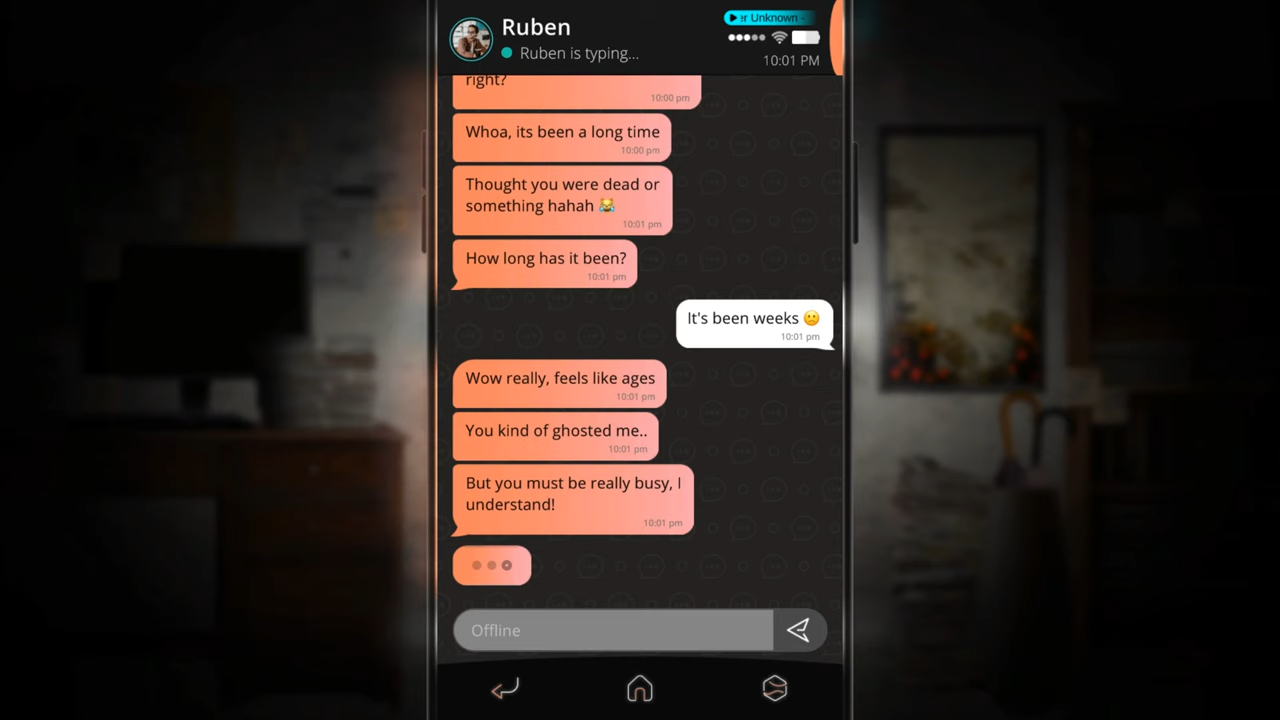 Ruben
Ruben is typing...
er Unknown -
10:01 PM
right?
10:00 pm
Whoa, its been a long time
10:00 pm
Thought you were dead or
something hahah 😹
10:01 pm
How long has it been?
10:01 pm
It's been weeks 🙁
10:01 pm
Wow really, feels like ages
10:01 pm
You kind of ghosted me..
10:01 pm
But you must be really busy, I
understand!
10:01 pm
Offline